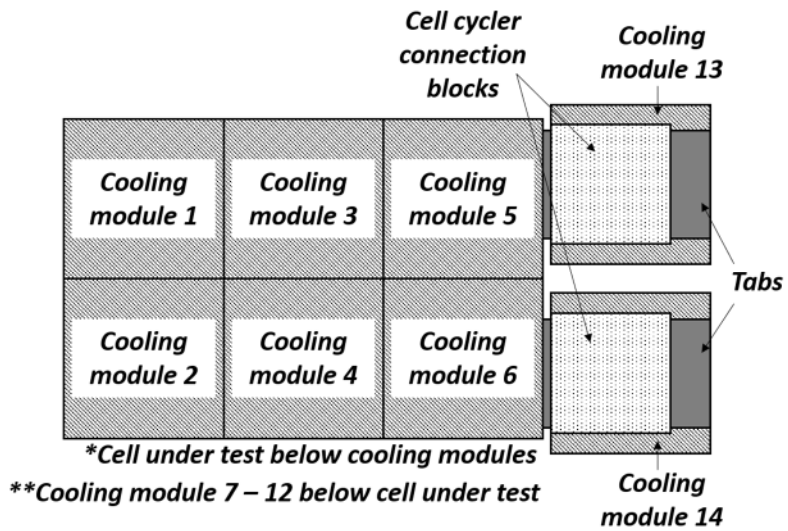 Cell cycler
connection
blocks
Cooling
module 13
Cooling
module 1
Cooling
module 3
Cooling
module 5
Tabs
Cooling
module 2
Cooling
module 4
Cooling
module 6
*Cell under test below cooling modules
**Cooling module 7 – 12 below cell under test
Cooling
module 14